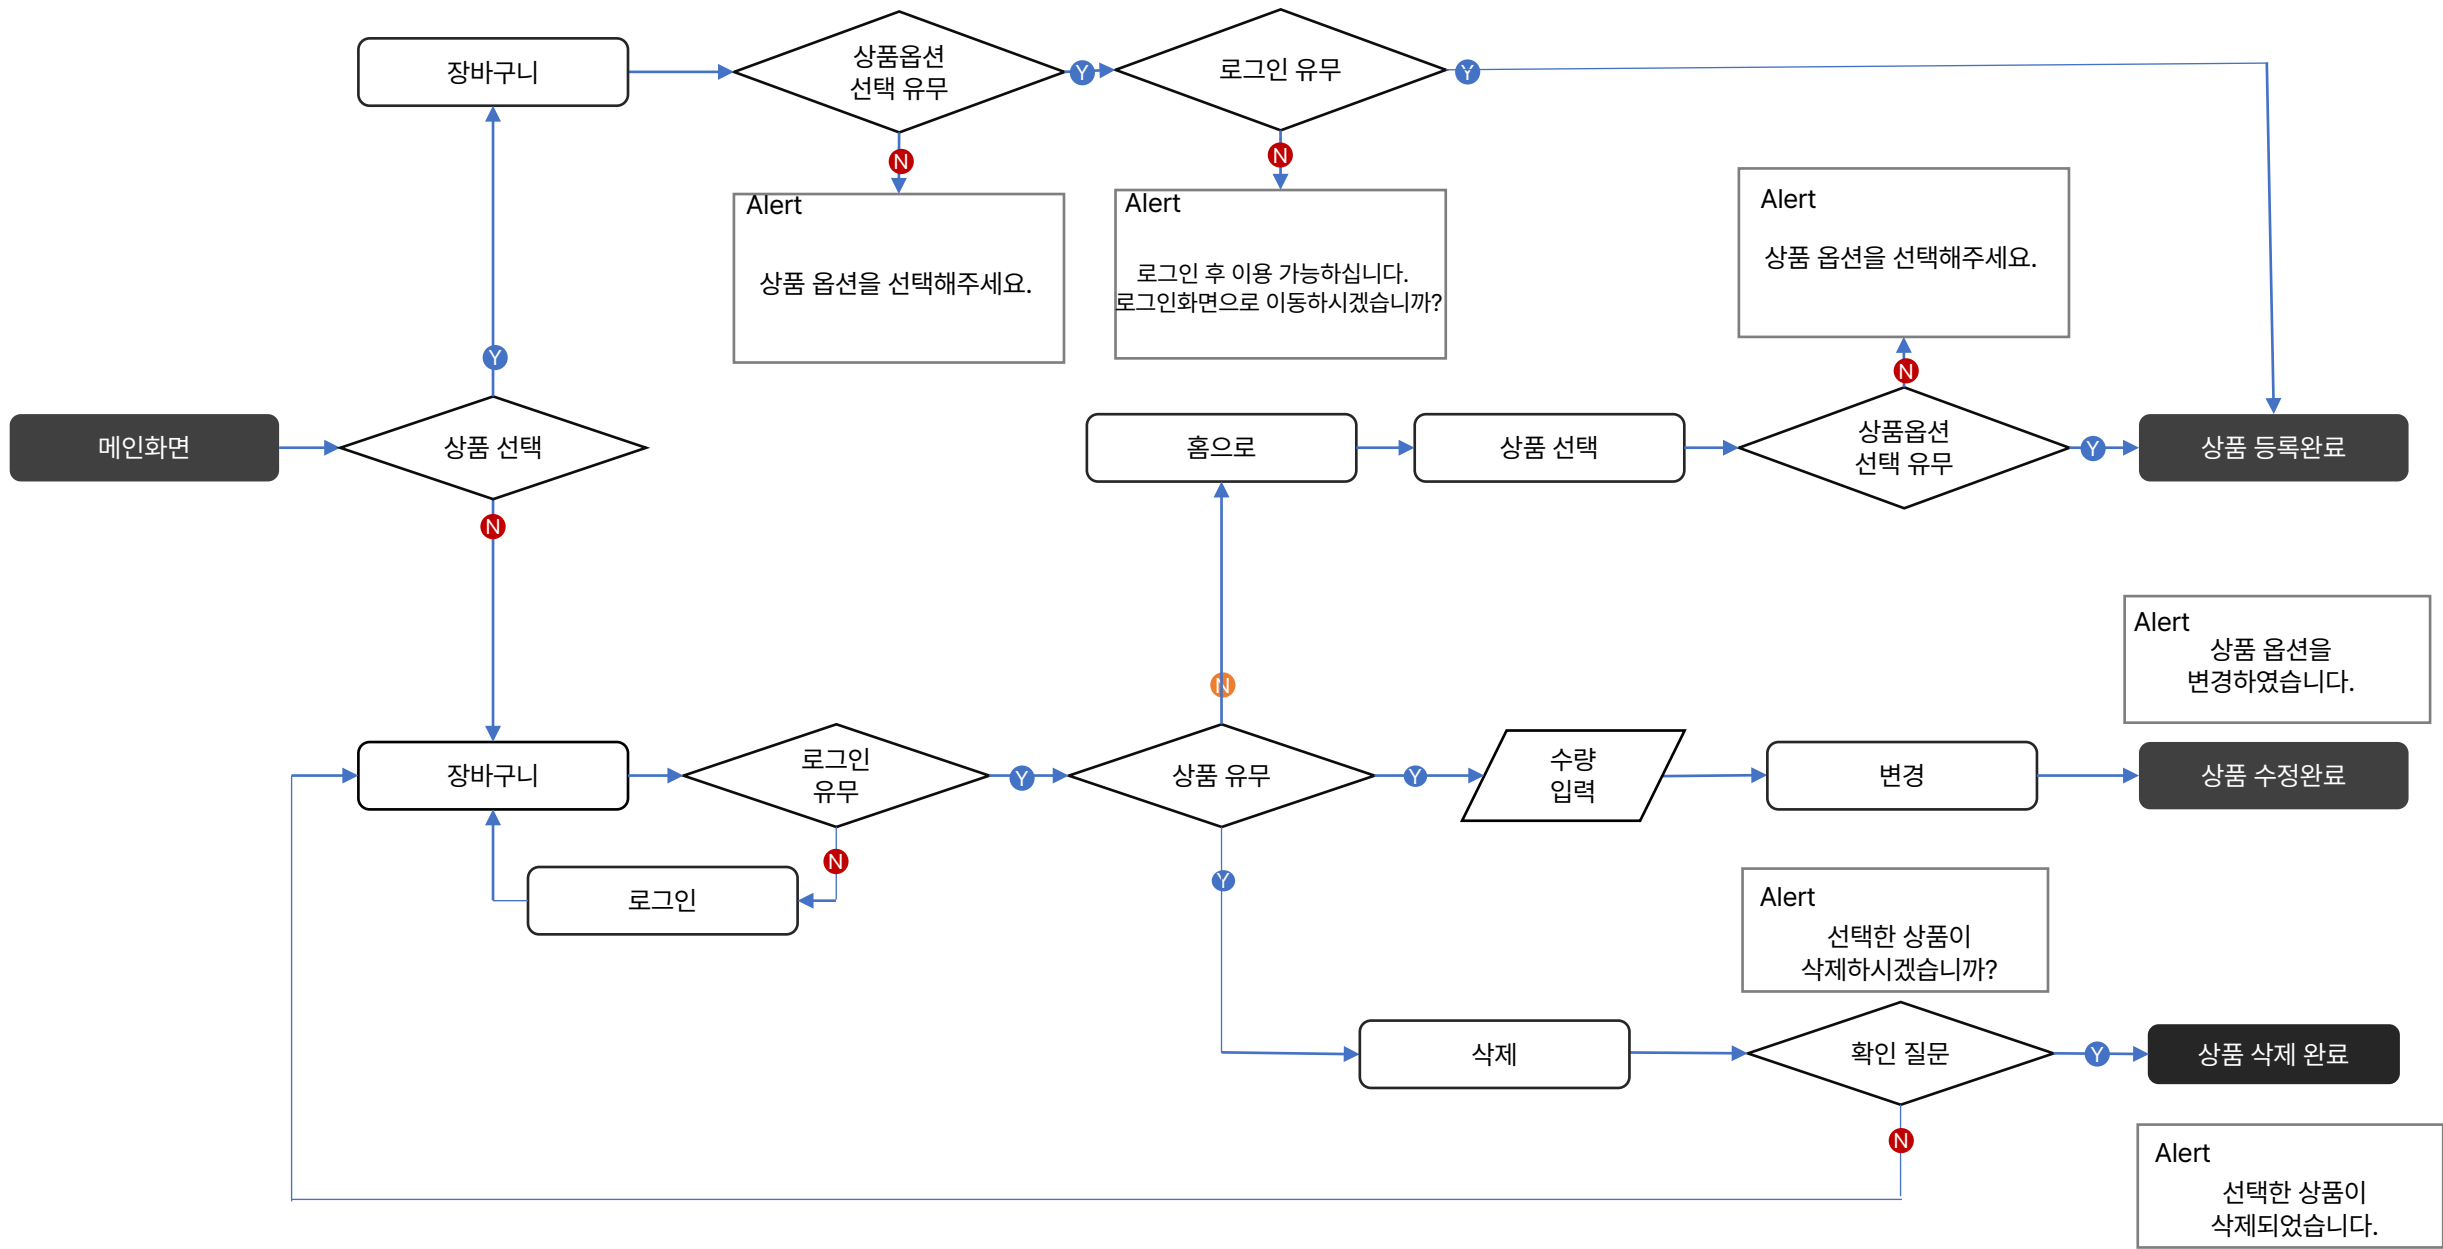 장바구니
상품옵션
선택 유무
Y
로그인 유무
Y
N
N
Alert
상품 옵션을 선택해주세요.
Alert
로그인 후 이용 가능하십니다.
로그인화면으로 이동하시겠습니까?
Alert
상품 옵션을 선택해주세요.
Y
N
메인화면
상품 선택
홈으로
상품 선택
상품옵션
선택 유무
Y
상품 등록완료
N
Alert
상품 옵션을
변경하였습니다.
N
장바구니
로그인
유무
Y
상품 유무
Y
수량
입력
변경
상품 수정완료
N
로그인
Y
Alert
선택한 상품이
삭제하시겠습니까?
삭제
확인 질문
Y
상품 삭제 완료
N
Alert
선택한 상품이
삭제되었습니다.